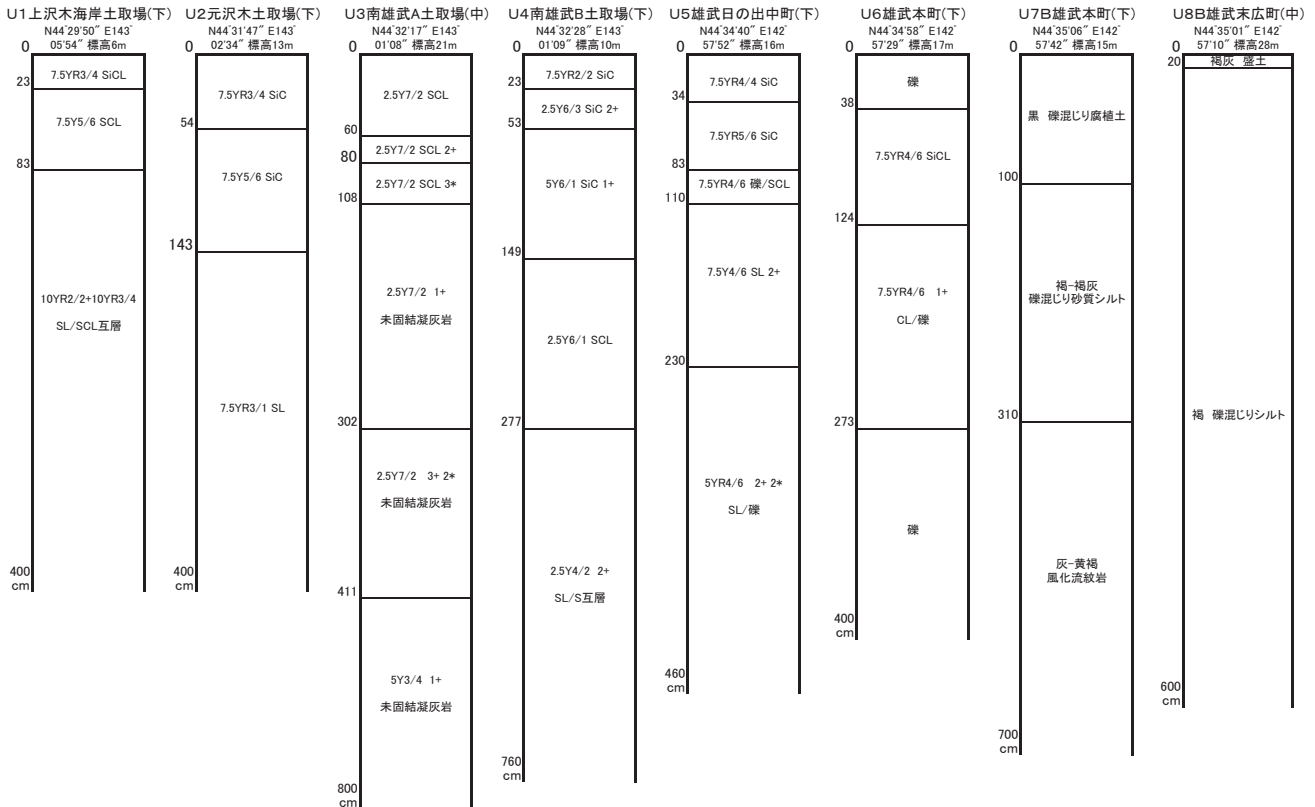 U1上沢木海岸土取場(下)
N44°29'50" E143°
05'54" 標高6m
0
7.5YR3/4 SiCL
23
7.5Y5/6 SCL
83
10YR2/2+10YR3/4
SL/SCL互層
400
cm
U2元沢木土取場(下)
N44°31'47" E143°
02'34" 標高13m
0
7.5YR3/4 SiC
54
7.5Y5/6 SiC
143
7.5YR3/1 SL
400
cm
U3南雄武A土取場(中)
N44°32'17" E143°
01'08" 標高21m
0
2.5Y7/2 SCL
60
2.5Y7/2 SCL 2+
80
2.5Y7/2 SCL 3*
108
2.5Y7/2 1+
未固結凝灰岩
302
2.5Y7/2 3+ 2*
未固結凝灰岩
411
5Y3/4 1+
未固結凝灰岩
800
cm
U4南雄武B土取場(下)
N44°32'28" E143°
01'09" 標高10m
0
7.5YR2/2 SiC
23
2.5Y6/3 SiC 2+
53
5Y6/1 SiC 1+
149
2.5Y6/1 SCL
277
2.5Y4/2 2+
SL/S互層
760
cm
U5雄武日の出中町(下)
N44°34'40" E142°
57'52" 標高16m
0
7.5YR4/4 SiC
34
7.5YR5/6 SiC
83
7.5YR4/6 礫/SCL
110
7.5Y4/6 SL 2+
230
5YR4/6 2+ 2*
SL/礫
460
cm
U6雄武本町(下)
N44°34'58" E142°
57'29" 標高17m
0
礫
38
7.5YR4/6 SiCL
124
7.5YR4/6 1+
CL/礫
273
礫
400
cm
U7B雄武本町(下)
N44°35'06" E142°
57'42" 標高15m
0
黒 礫混じり腐植土
100
褐-褐灰
礫混じり砂質シルト
310
灰-黄褐
風化流紋岩
700
cm
U8B雄武末広町(中)
N44°35'01" E142°
57'10" 標高28m
0
褐灰 盛土
20
褐 礫混じりシルト
600
cm